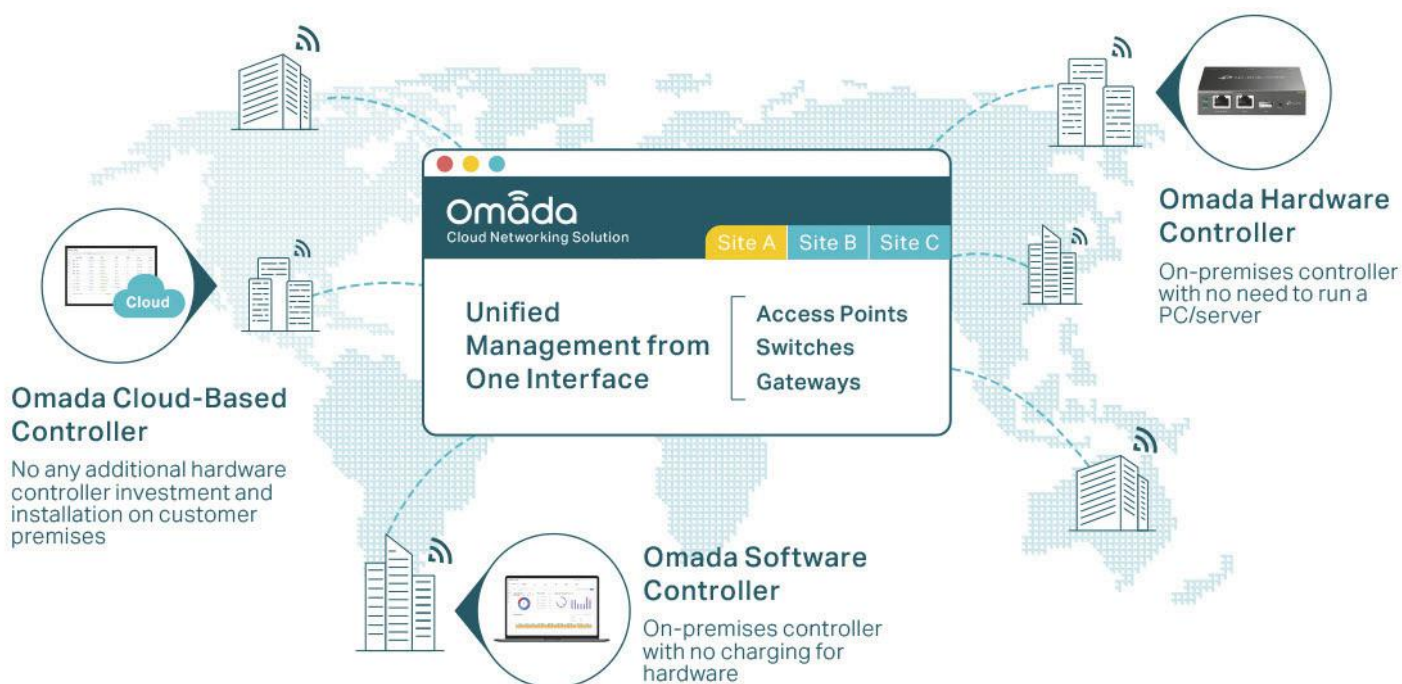 Omada
Cloud Networking Solution
Site A
Site B
Site C
Unified
Management from
One Interface
Access Points
Switches
Gateways
Omada Hardware
Controller
On-premises controller
with no need to run a
PC/server
Cloud
Omada Cloud-Based
Controller
No any additional hardware
controller investment and
installation on customer
premises
Omada Software
Controller
On-premises controller
with no charging for
hardware